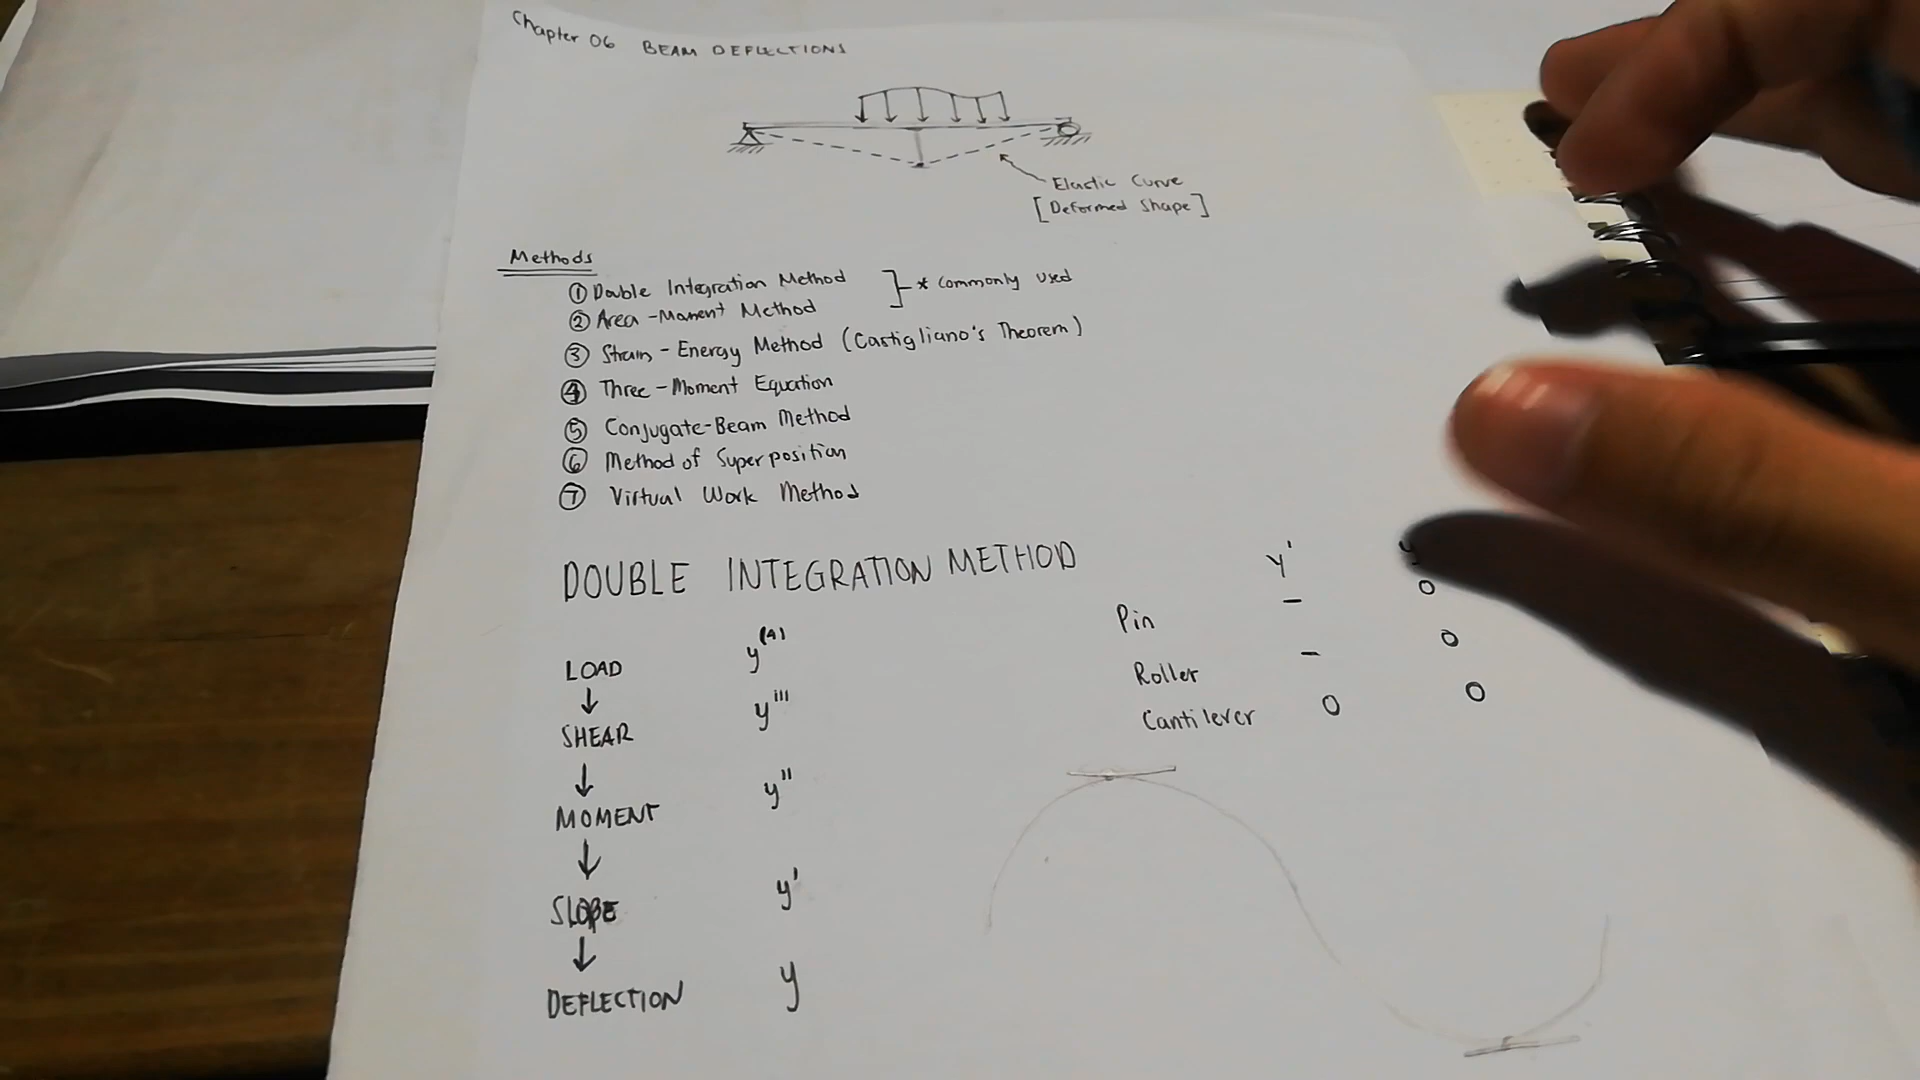 Chapter 06 BEAM DEFLECTIONS
Elastic Curve
[Deformed Shape]
Methods
① Double Integration Method ] * commonly used
② Area - Moment Method
③ Strain - Energy Method (Castigliano's Theorem)
④ Three - Moment Equation
⑤ Conjugate-Beam Method
⑥ Method of Superposition
⑦ Virtual Work Method
DOUBLE INTEGRATION METHOD
LOAD y⁽⁴⁾
↓
SHEAR y'''
↓
MOMENT y''
↓
SLOPE y'
↓
DEFLECTION y
y' y
Pin - 0
Roller - 0
Cantilever 0 0